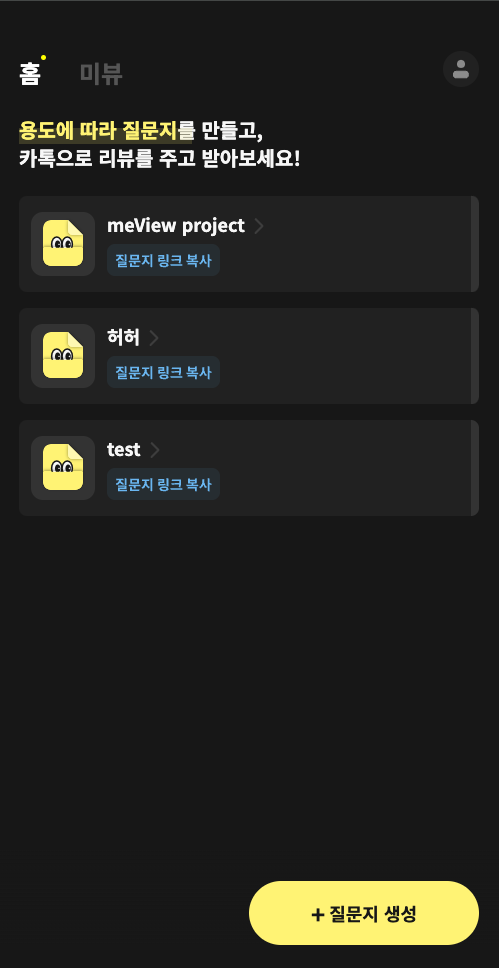 홈 미뷰
용도에 따라 질문지를 만들고,
카톡으로 리뷰를 주고 받아보세요!
meView project
질문지 링크 복사
허허
질문지 링크 복사
test
질문지 링크 복사
+ 질문지 생성